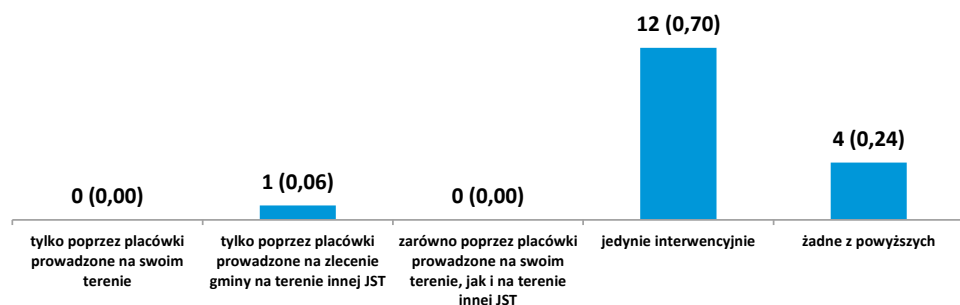 12 (0,70)
4 (0,24)
1 (0,06)
0 (0,00)
0 (0,00)
tylko poprzez placówki
prowadzone na swoim
terenie
tylko poprzez placówki
prowadzone na zlecenie
gminy na terenie innej JST
zarówno poprzez placówki
prowadzone na swoim
terenie, jak i na terenie
innej JST
jedynie interwencyjnie
żadne z powyższych